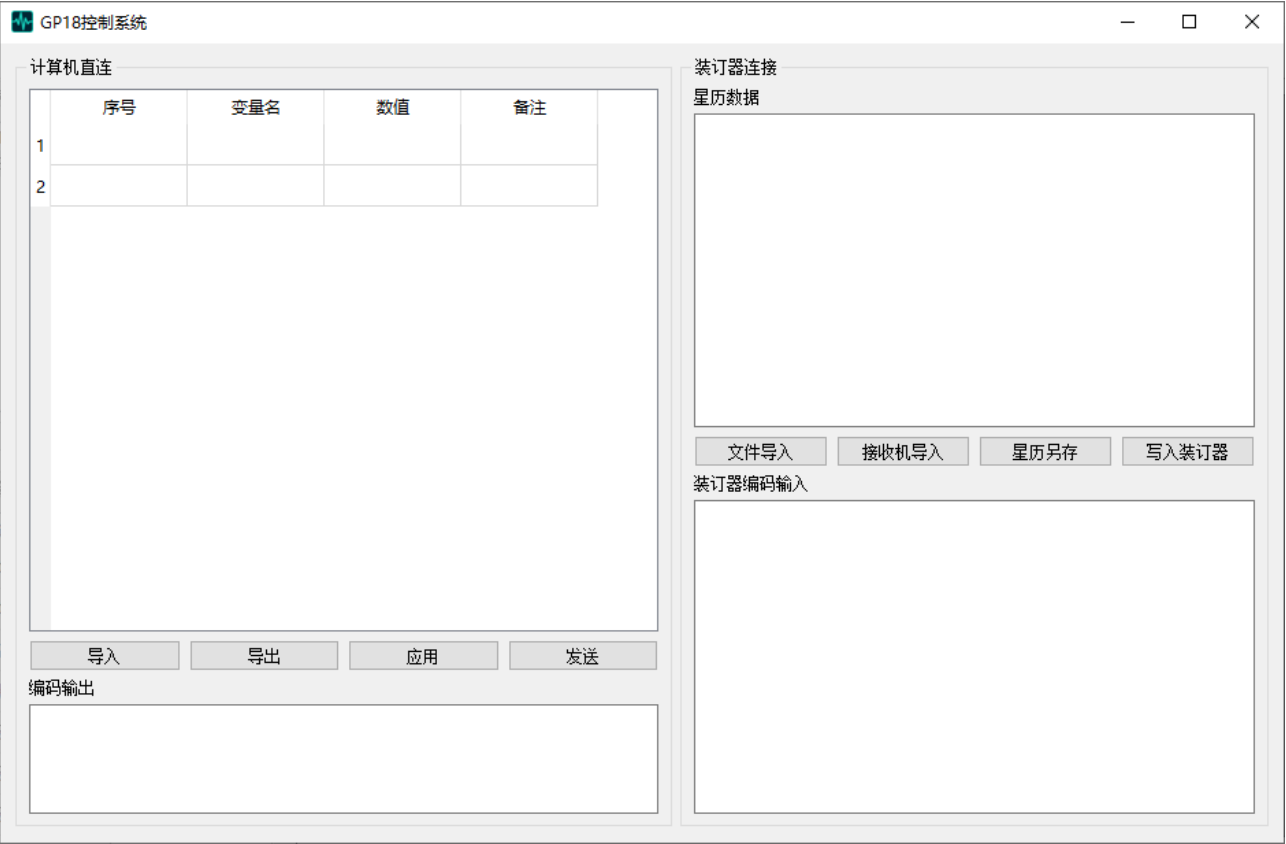 GP18控制系统
计算机直连
序号 变量名 数值 备注
1
2
导入 导出 应用 发送
编码输出
装订器连接
星历数据
文件导入 接收机导入 星历另存 写入装订器
装订器编码输入